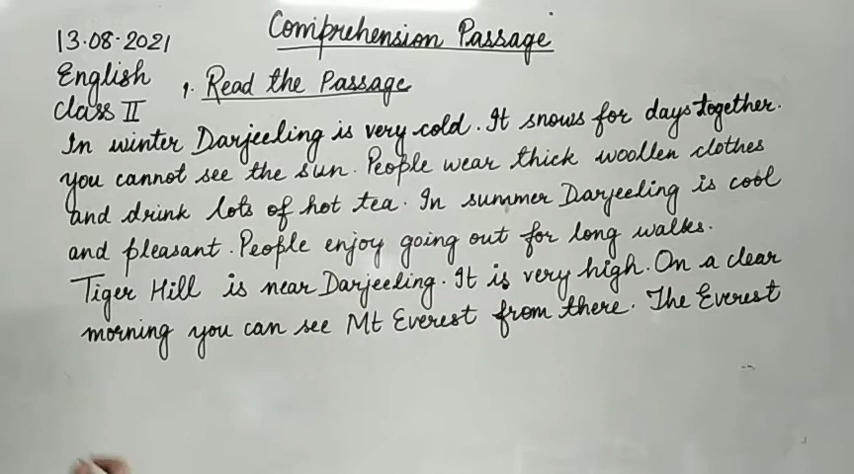 13.08.2021 Comprehension Passage
English 1. Read the Passage
Class II
In winter Darjeeling is very cold. It snows for days together.
you cannot see the sun. People wear thick woollen clothes
and drink lots of hot tea. In summer Darjeeling is cool
and pleasant. People enjoy going out for long walks.
Tiger Hill is near Darjeeling. It is very high. On a clear
morning you can see Mt Everest from there. The Everest